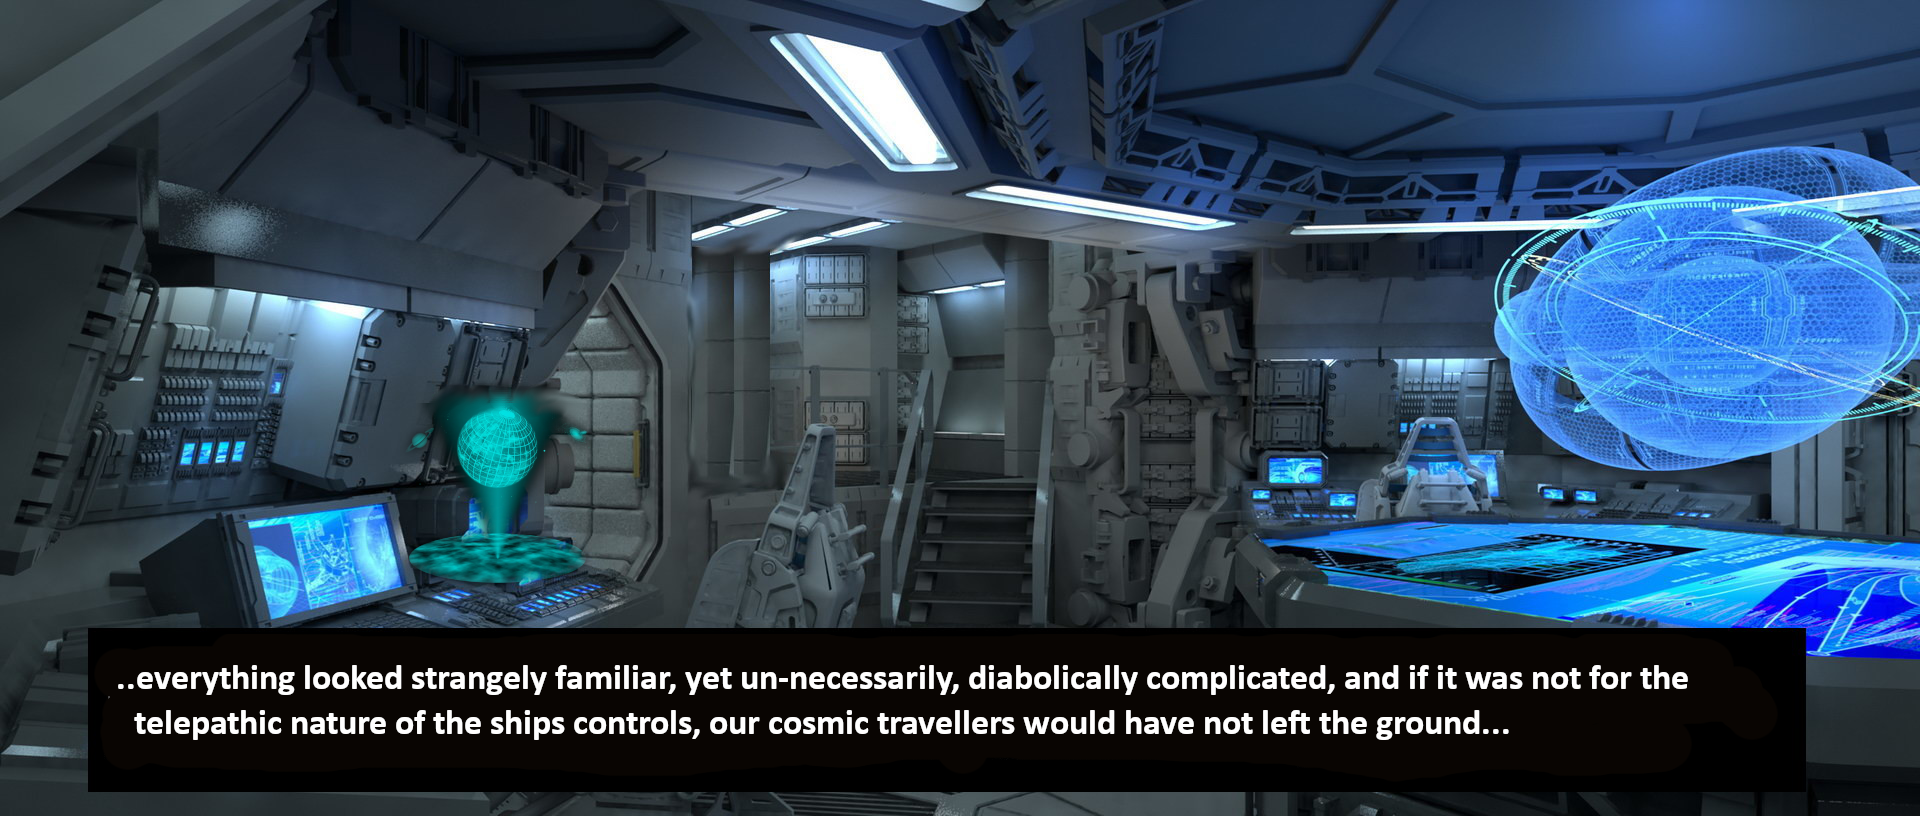 ..everything looked strangely familiar, yet un-necessarily, diabolically complicated, and if it was not for the
telepathic nature of the ships controls, our cosmic travellers would have not left the ground...